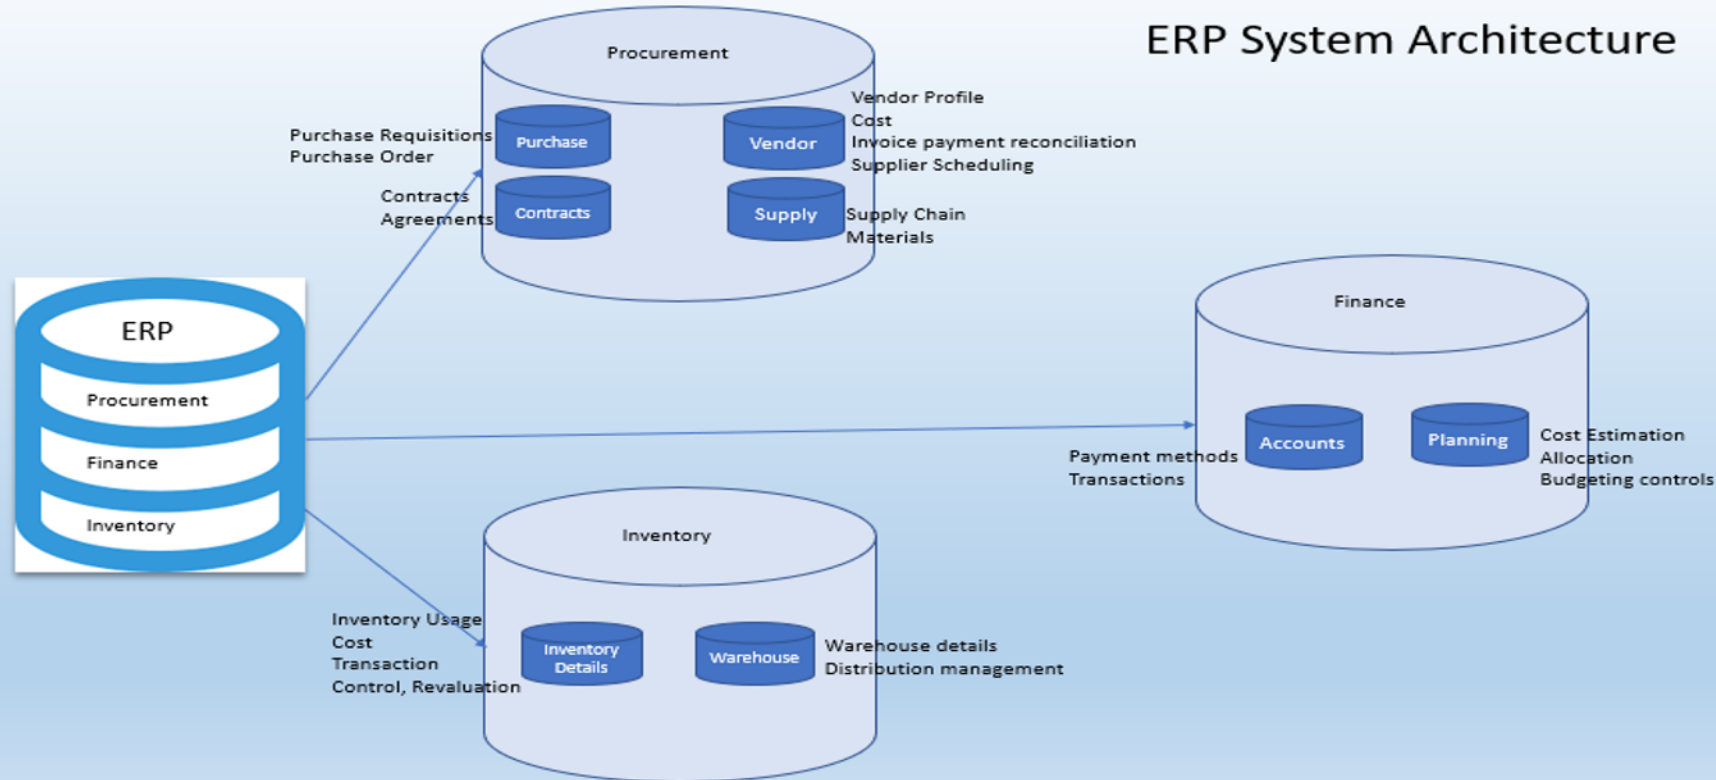 ERP System Architecture
Procurement
Purchase Requisitions
Purchase Order
Purchase
Vendor
Vendor Profile
Cost
Invoice payment reconciliation
Supplier Scheduling
Contracts
Agreements
Contracts
Supply
Supply Chain
Materials
ERP
Procurement
Finance
Inventory
Finance
Payment methods
Transactions
Accounts
Planning
Cost Estimation
Allocation
Budgeting controls
Inventory
Inventory Usage
Cost
Transaction
Control, Revaluation
Inventory
Details
Warehouse
Warehouse details
Distribution management